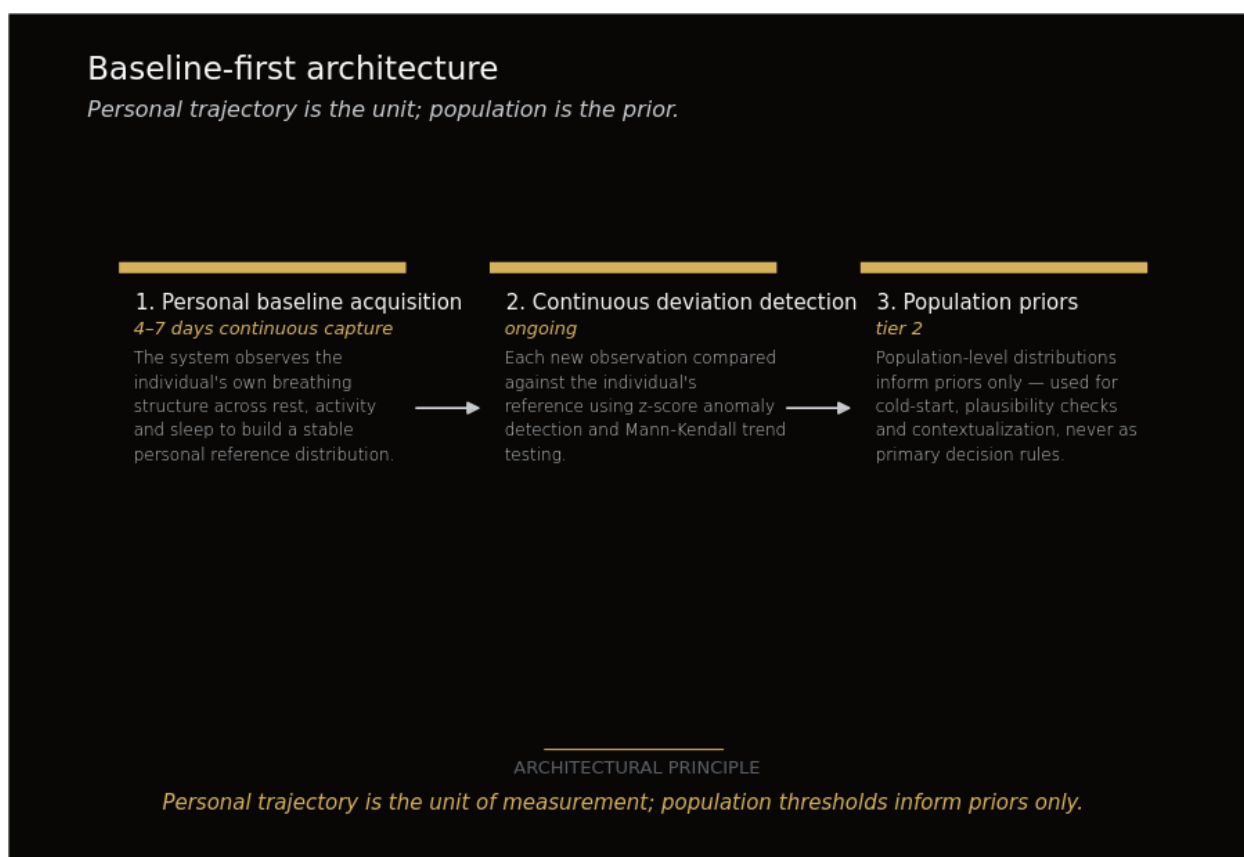 Baseline-first architecture
Personal trajectory is the unit; population is the prior.
1. Personal baseline acquisition
4–7 days continuous capture
The system observes the
individual's own breathing
structure across rest, activity
and sleep to build a stable
personal reference distribution.
2. Continuous deviation detection
ongoing
Each new observation compared
against the individual's
reference using z-score anomaly
detection and Mann-Kendall trend
testing.
3. Population priors
tier 2
Population-level distributions
inform priors only — used for
cold-start, plausibility checks
and contextualization, never as
primary decision rules.
ARCHITECTURAL PRINCIPLE
Personal trajectory is the unit of measurement; population thresholds inform priors only.